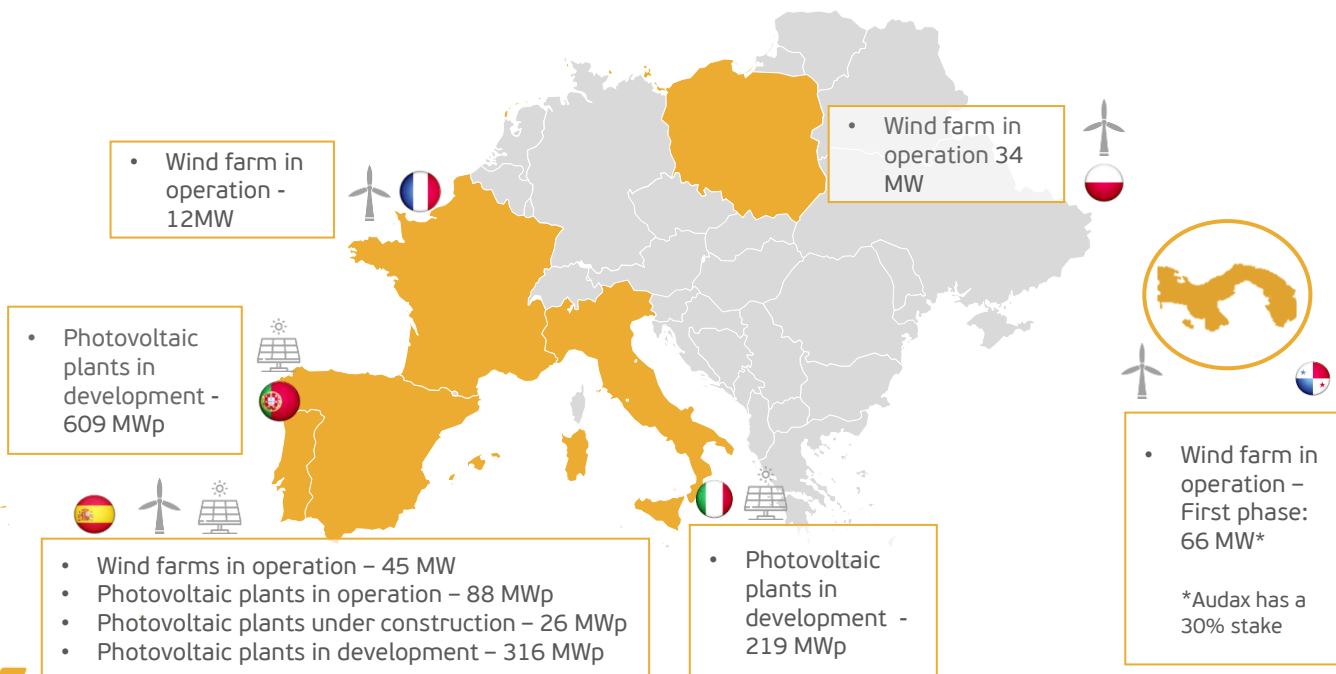 • Wind farm in
operation -
12MW
• Wind farm in
operation 34
MW
• Photovoltaic
plants in
development -
609 MWp
• Wind farms in operation – 45 MW
• Photovoltaic plants in operation – 88 MWp
• Photovoltaic plants under construction – 26 MWp
• Photovoltaic plants in development – 316 MWp
• Photovoltaic
plants in
development -
219 MWp
• Wind farm in
operation –
First phase:
66 MW*
*Audax has a
30% stake